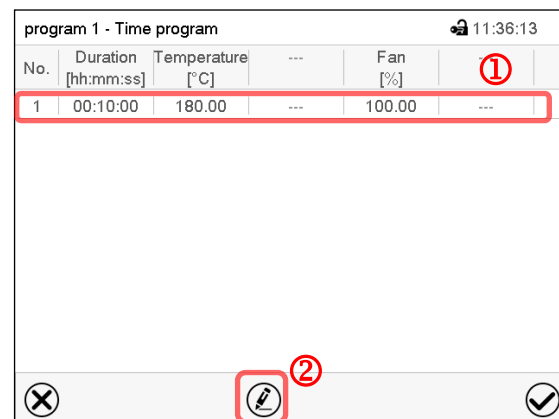 program 1 - Time program 11:36:13
No. Duration [hh:mm:ss] Temperature [°C] --- Fan [%] ---
①
1 00:10:00 180.00 --- 100.00 ---
②